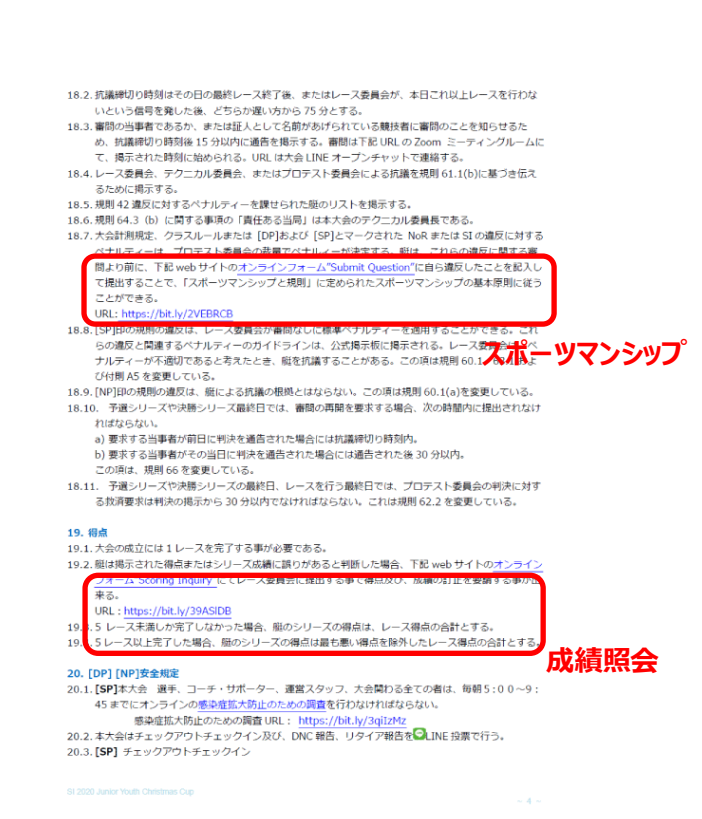 18.2. 抗議締切り時刻はその日の最終レース終了後、またはレース委員会が、本日これ以上レースを行わな
いという信号を発した後、どちらか遅い方から 75 分とする。
18.3. 審問の当事者であるか、または証人として名前があげられている競技者に審問のことを知らせるた
め、抗議締切り時刻後 15 分以内に通告を掲示する。審問は下記 URL の Zoom ミーティングルームに
て、掲示された時刻に始められる。URL は大会 LINE オープンチャットで連絡する。
18.4. レース委員会、テクニカル委員会、またはプロテスト委員会による抗議を規則 61.1(b)に基づき伝え
るために掲示する。
18.5. 規則 42 違反に対するペナルティーを課せられた艇のリストを掲示する。
18.6. 規則 64.3（b）に関する事項の「責任ある当局」は本大会のテクニカル委員長である。
18.7. 大会計測規定、クラスルールまたは [DP]および [SP]とマークされた NoR または SI の違反に対する
ペナルティーは、プロテスト委員会の裁量でペナルティーが決定する。艇は、これらの違反に関する審
問より前に、下記 web サイトのオンラインフォーム"Submit Question"に自ら違反したことを記入し
て提出することで、「スポーツマンシップと規則」に定められたスポーツマンシップの基本原則に従う
ことができる。
URL: https://bit.ly/2VEBRCB
18.8. [SP]印の規則の違反は、レース委員会が審問なしに標準ペナルティーを適用することができる。これ
らの違反と関連するペナルティーのガイドラインは、公式掲示板に掲示される。レース委員会は、ペ
スポーツマンシップ
ナルティーが不適切であると考えたとき、艇を抗議することがある。この項は規則 60.1
び付則 A5 を変更している。
18.9. [NP]印の規則の違反は、艇による抗議の根拠とはならない。この項は規則 60.1(a)を変更している。
18.10. 予選シリーズや決勝シリーズ最終日では、審問の再開を要求する場合、次の時間内に提出されなけ
ればならない。
a) 要求する当事者が前日に判決を通告された場合には抗議締切り時刻内。
b) 要求する当事者がその当日に判決を通告された場合には通告された後 30 分以内。
この項は、規則 66 を変更している。
18.11. 予選シリーズや決勝シリーズの最終日、レースを行う最終日では、プロテスト委員会の判決に対す
る救済要求は判決の掲示から 30 分以内でなければならない。これは規則 62.2 を変更している。
19. 得点
19.1. 大会の成立には 1 レースを完了する事が必要である。
19.2. 艇は掲示された得点またはシリーズ成績に誤りがあると判断した場合、下記 web サイトのオンライン
フォーム"Scoring Inquiry"にてレース委員会に提出する事で得点及び、成績の訂正を要請する事が出
来る。
URL : https://bit.ly/39ASlDB
19.3. 5 レース未満しか完了しなかった場合、艇のシリーズの得点は、レース得点の合計とする。
19. 5 レース以上完了した場合、艇のシリーズの得点は最も悪い得点を除外したレース得点の合計とする。
成績照会
20. [DP] [NP]安全規定
20.1. [SP]本大会 選手、コーチ・サポーター、運営スタッフ、大会関わる全ての者は、毎朝 5：00～9：
45 までにオンラインの感染症拡大防止のための調査を行わなければならない。
感染症拡大防止のための調査 URL： https://bit.ly/3qiIzMz
20.2. 本大会はチェックアウトチェックイン及び、DNC 報告、リタイア報告をLINE 投票で行う。
20.3. [SP] チェックアウトチェックイン
SI 2020 Junior Youth Christmas Cup
– 4 –